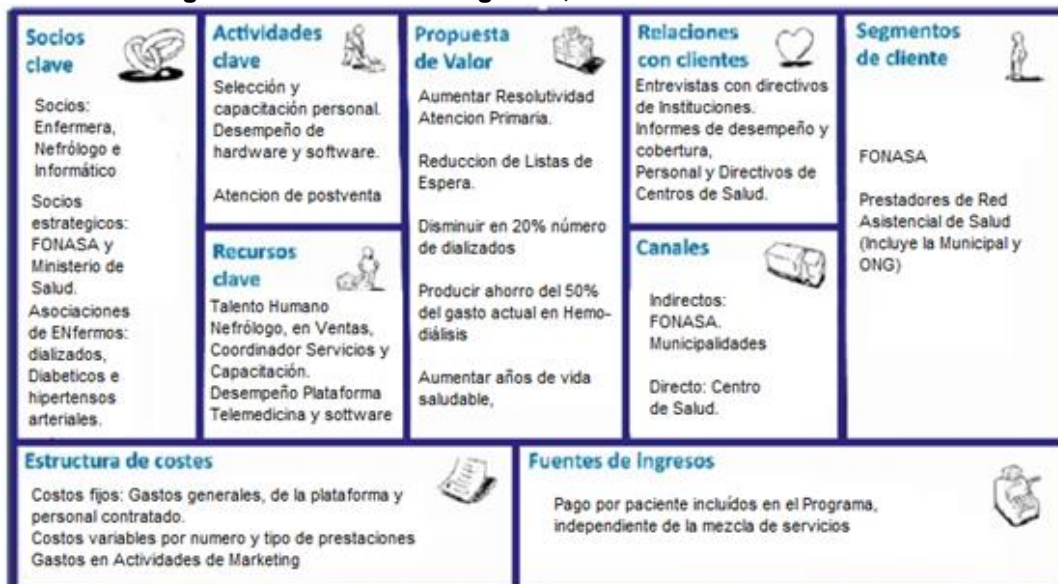 Socios
clave
Socios:
Enfermera,
Nefrólogo e
Informático
Socios
estrategicos:
FONASA y
Ministerio de
Salud.
Asociaciones
de ENfermos:
dializados,
Diabeticos e
hipertensos
arteriales.
Actividades
clave
Selección y
capacitación personal.
Desempeño de
hardware y software.
Atencion de postventa
Recursos
clave
Talento Humano
Nefrólogo, en Ventas,
Coordinador Servicios y
Capacitación.
Desempeño Plataforma
Telemedicina y sottware
Propuesta
de Valor
Aumentar Resolutividad
Atencion Primaria.
Reduccion de Listas de
Espera.
Disminuir en 20% número
de dializados
Producir ahorro del 50%
del gasto actual en Hemo-
diálisis
Aumentar años de vida
saludable,
Relaciones
con clientes
Entrevistas con directivos
de Instituciones.
Informes de desempeño y
cobertura,
Personal y Directivos de
Centros de Salud.
Canales
Indirectos:
FONASA.
Municipalidades
Directo: Centro
de Salud.
Segmentos
de cliente
FONASA
Prestadores de Red
Asistencial de Salud
(Incluye la Municipal y
ONG)
Estructura de costes
Costos fijos: Gastos generales, de la plataforma y
personal contratado.
Costos variables por numero y tipo de prestaciones
Gastos en Actividades de Marketing
Fuentes de Ingresos
Pago por paciente incluídos en el Programa,
independiente de la mezcla de servicios